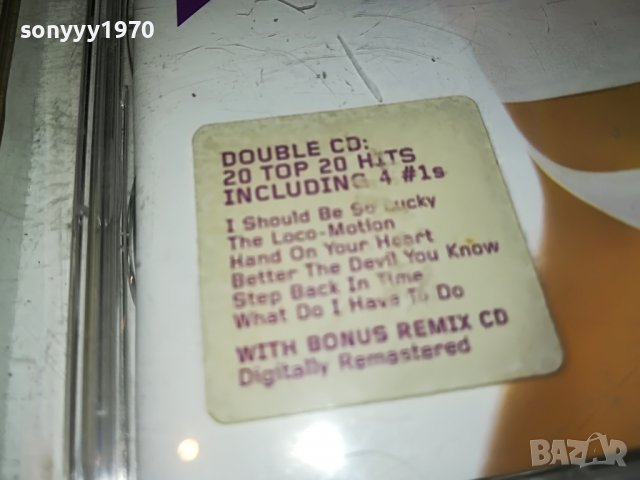 sonyyy1970
DOUBLE CD:
20 TOP 20 HITS
INCLUDING 4 #1s
I Should Be So Lucky
The Loco-Motion
Hand On Your Heart
Better The Devil You Know
Step Back In Time
What Do I Have To Do
WITH BONUS REMIX CD
Digitally Remastered
BAZAR.BG